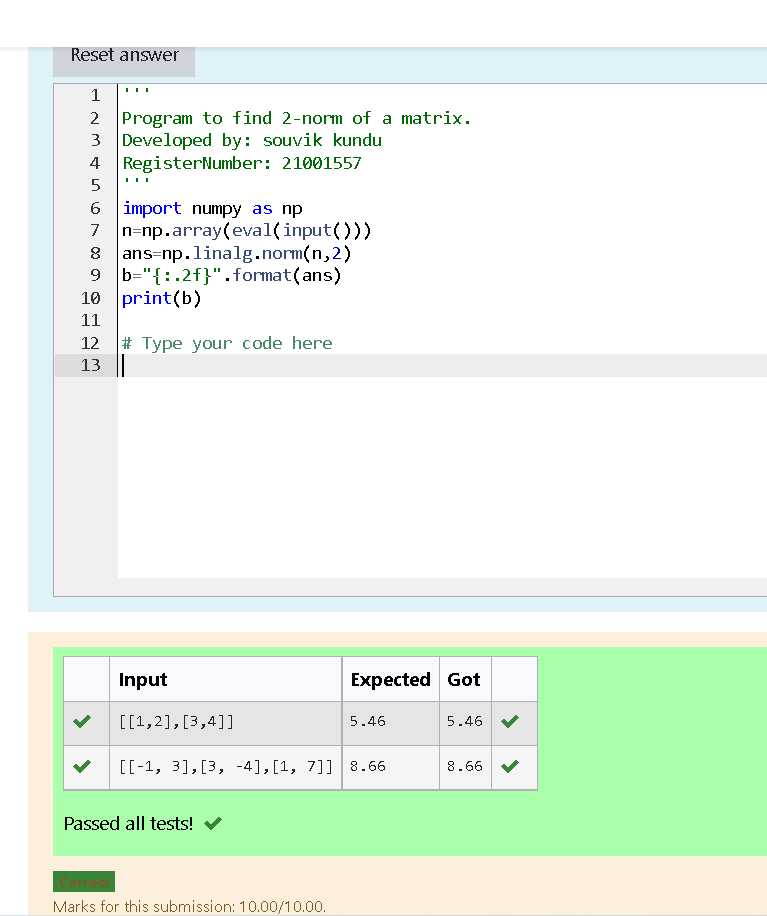 Reset answer
1 '''
2 Program to find 2-norm of a matrix.
3 Developed by: souvik kundu
4 RegisterNumber: 21001557
5 '''
6 import numpy as np
7 n=np.array(eval(input()))
8 ans=np.linalg.norm(n,2)
9 b="{:.2f}".format(ans)
10 print(b)
11
12 # Type your code here
13
Input Expected Got
[[1,2],[3,4]] 5.46 5.46
[[-1, 3],[3, -4],[1, 7]] 8.66 8.66
Passed all tests!
Correct
Marks for this submission: 10.00/10.00.